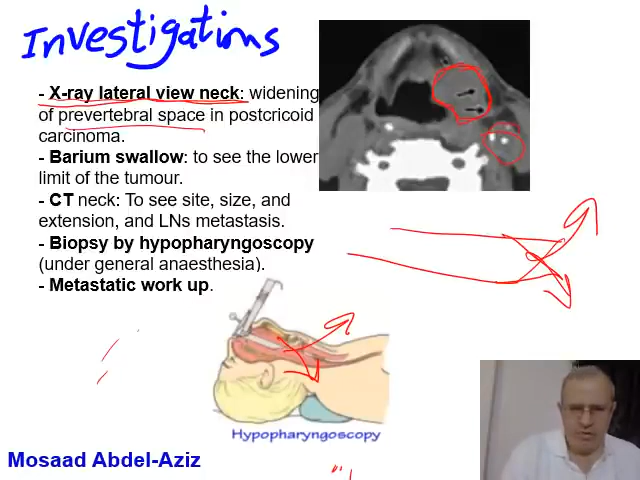 Investigations
- X-ray lateral view neck: widening
of prevertebral space in postcricoid
carcinoma.
- Barium swallow: to see the lower
limit of the tumour.
- CT neck: To see site, size, and
extension, and LNs metastasis.
- Biopsy by hypopharyngoscopy
(under general anaesthesia).
- Metastatic work up.
Hypopharyngoscopy
Mosaad Abdel-Aziz